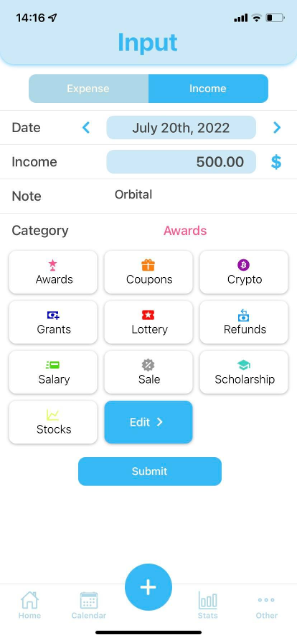 14:16
Input
Expense Income
Date July 20th, 2022
Income 500.00 $
Note Orbital
Category Awards
Awards Coupons Crypto
Grants Lottery Refunds
Salary Sale Scholarship
Stocks Edit >
Submit
+
Home Calendar Stats Other